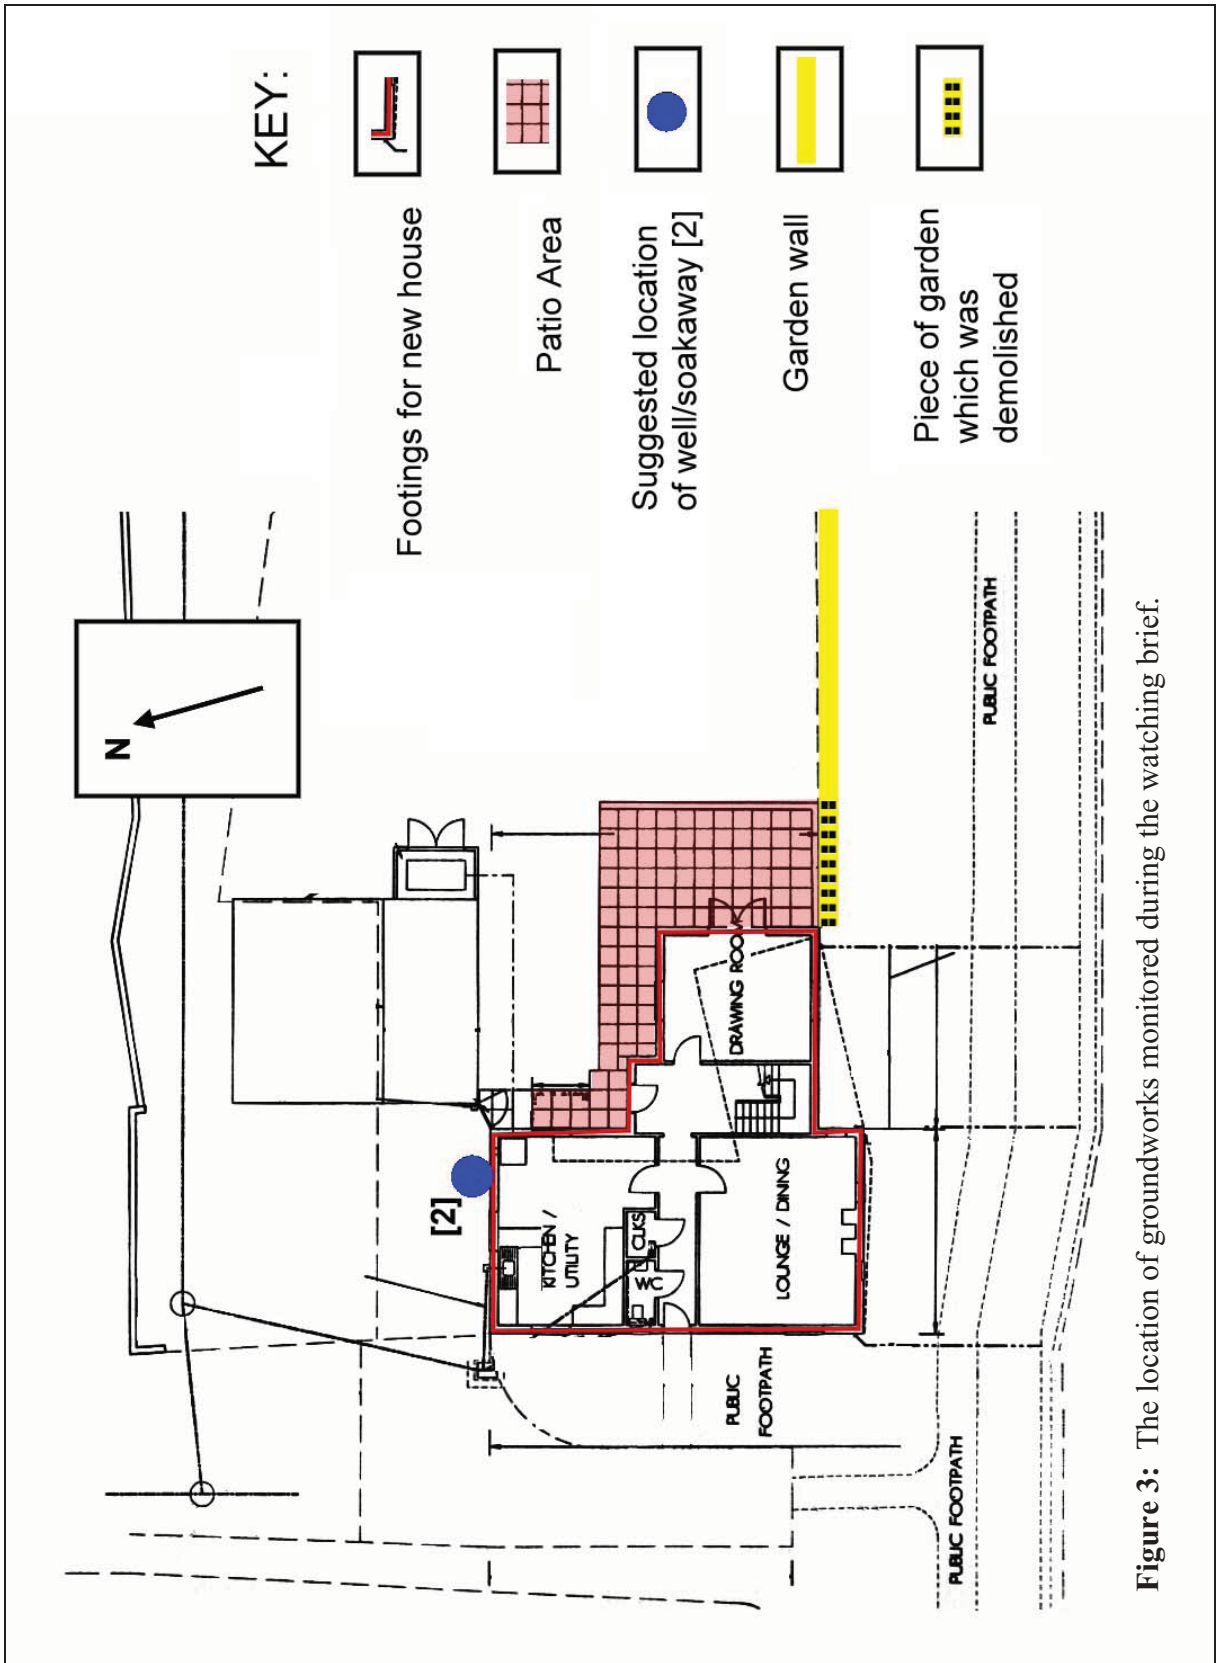 KEY:
Footings for new house
Patio Area
Suggested location
of well/soakaway [2]
Garden wall
Piece of garden
which was
demolished
N
[2]
KITCHEN /
UTILITY
CLKS
WC
LOUNGE / DINING
DRAWING ROOM
PUBLIC
FOOTPATH
PUBLIC FOOTPATH
PUBLIC FOOTPATH
Figure 3: The location of groundworks monitored during the watching brief.